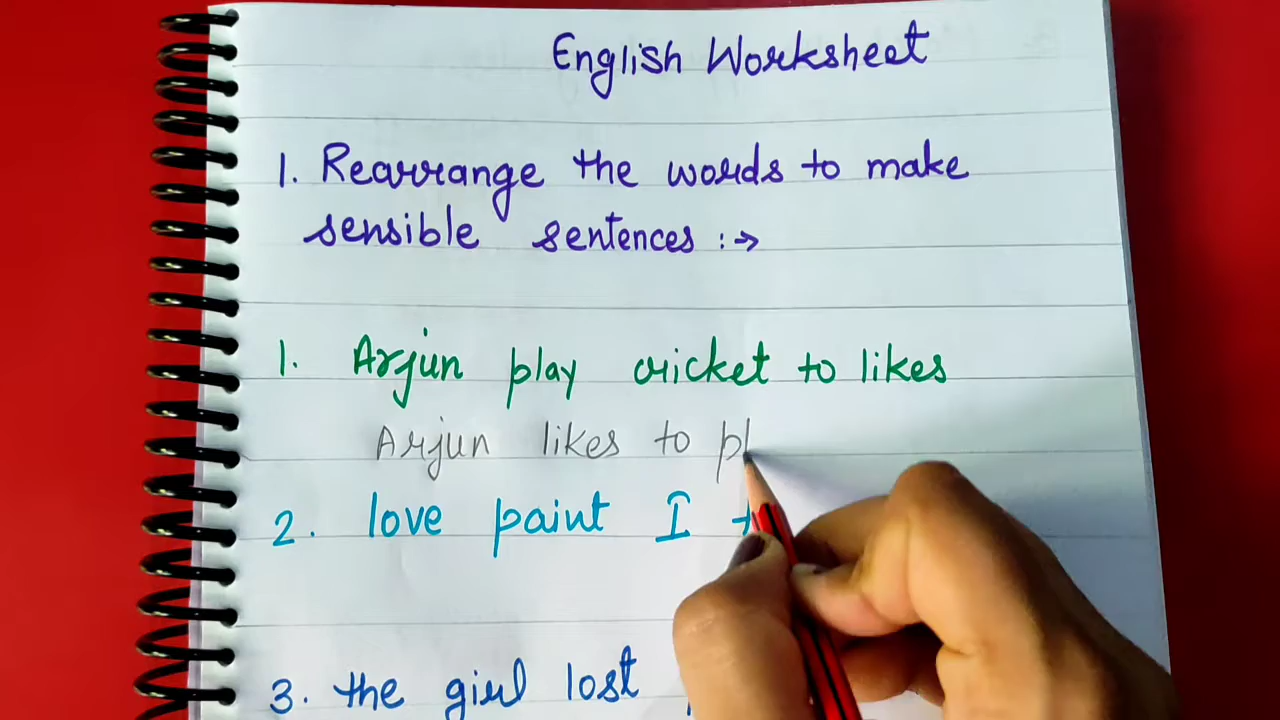 English Worksheet
1. Rearrange the words to make
sensible sentences :→
1. Arjun play cricket to likes
Arjun likes to pl
2. love paint I
3. the girl lost